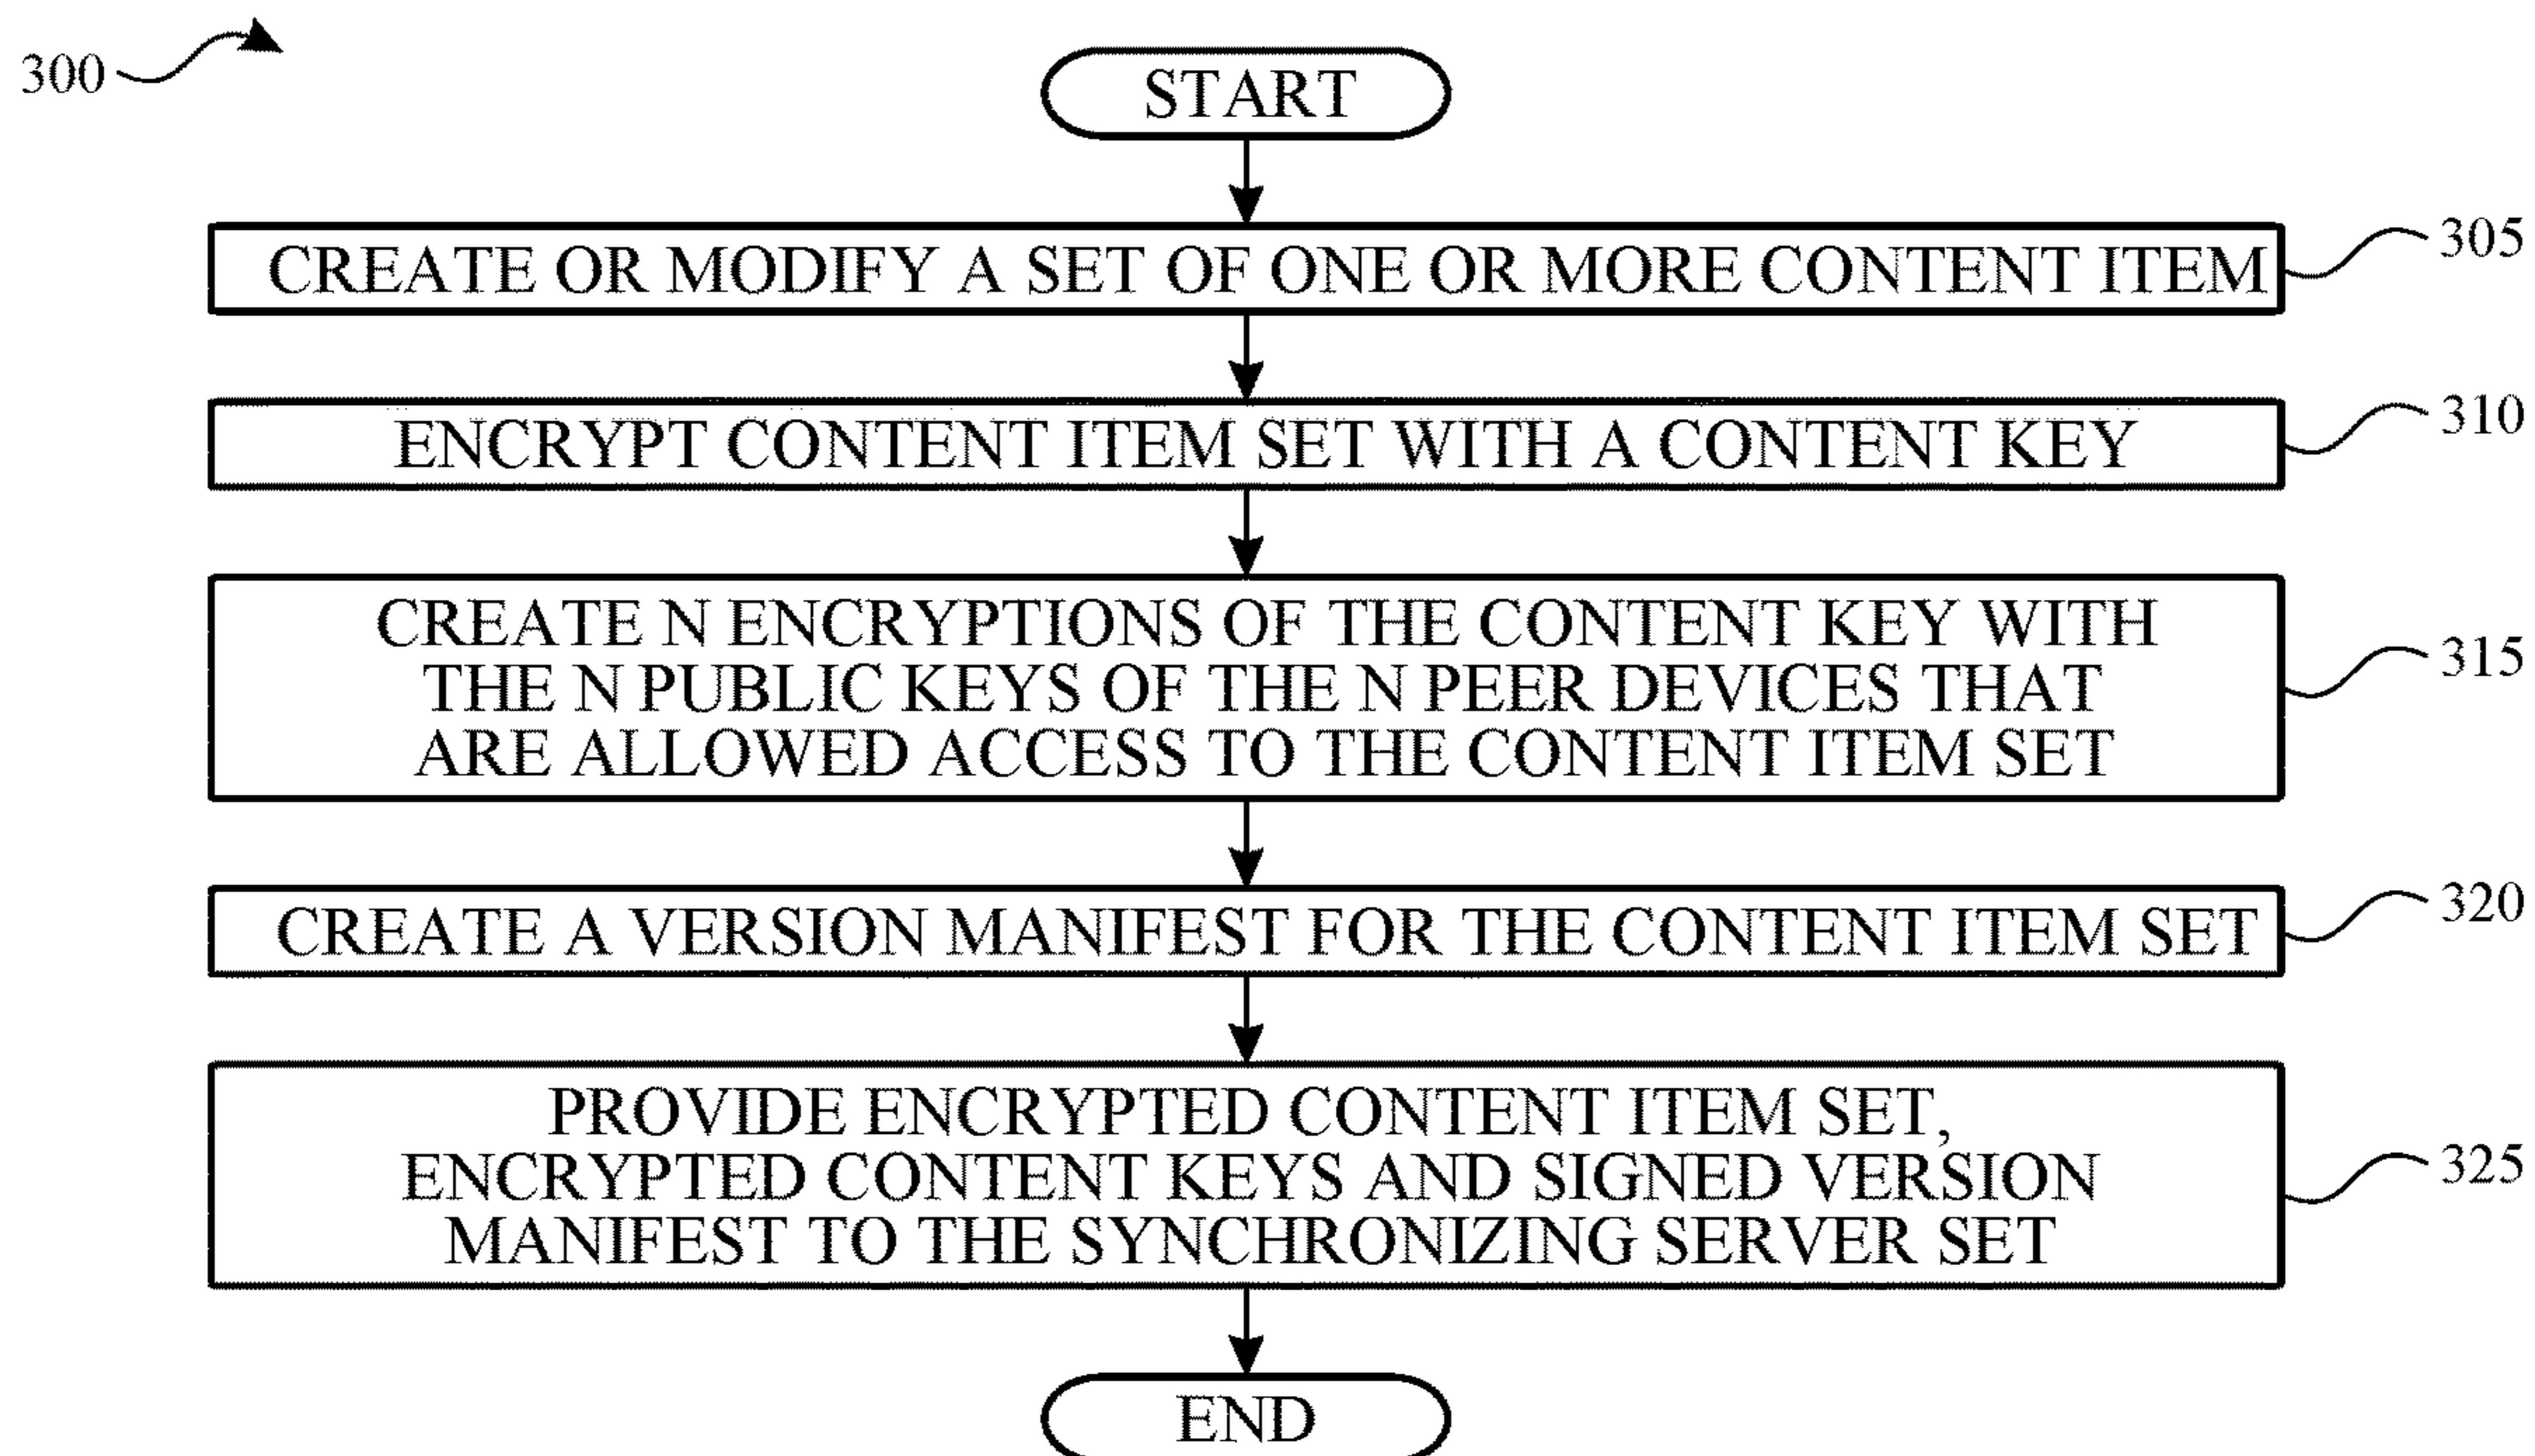 300
START
CREATE OR MODIFY A SET OF ONE OR MORE CONTENT ITEM
305
ENCRYPT CONTENT ITEM SET WITH A CONTENT KEY
310
CREATE N ENCRYPTIONS OF THE CONTENT KEY WITH
THE N PUBLIC KEYS OF THE N PEER DEVICES THAT
ARE ALLOWED ACCESS TO THE CONTENT ITEM SET
315
CREATE A VERSION MANIFEST FOR THE CONTENT ITEM SET
320
PROVIDE ENCRYPTED CONTENT ITEM SET,
ENCRYPTED CONTENT KEYS AND SIGNED VERSION
MANIFEST TO THE SYNCHRONIZING SERVER SET
325
END